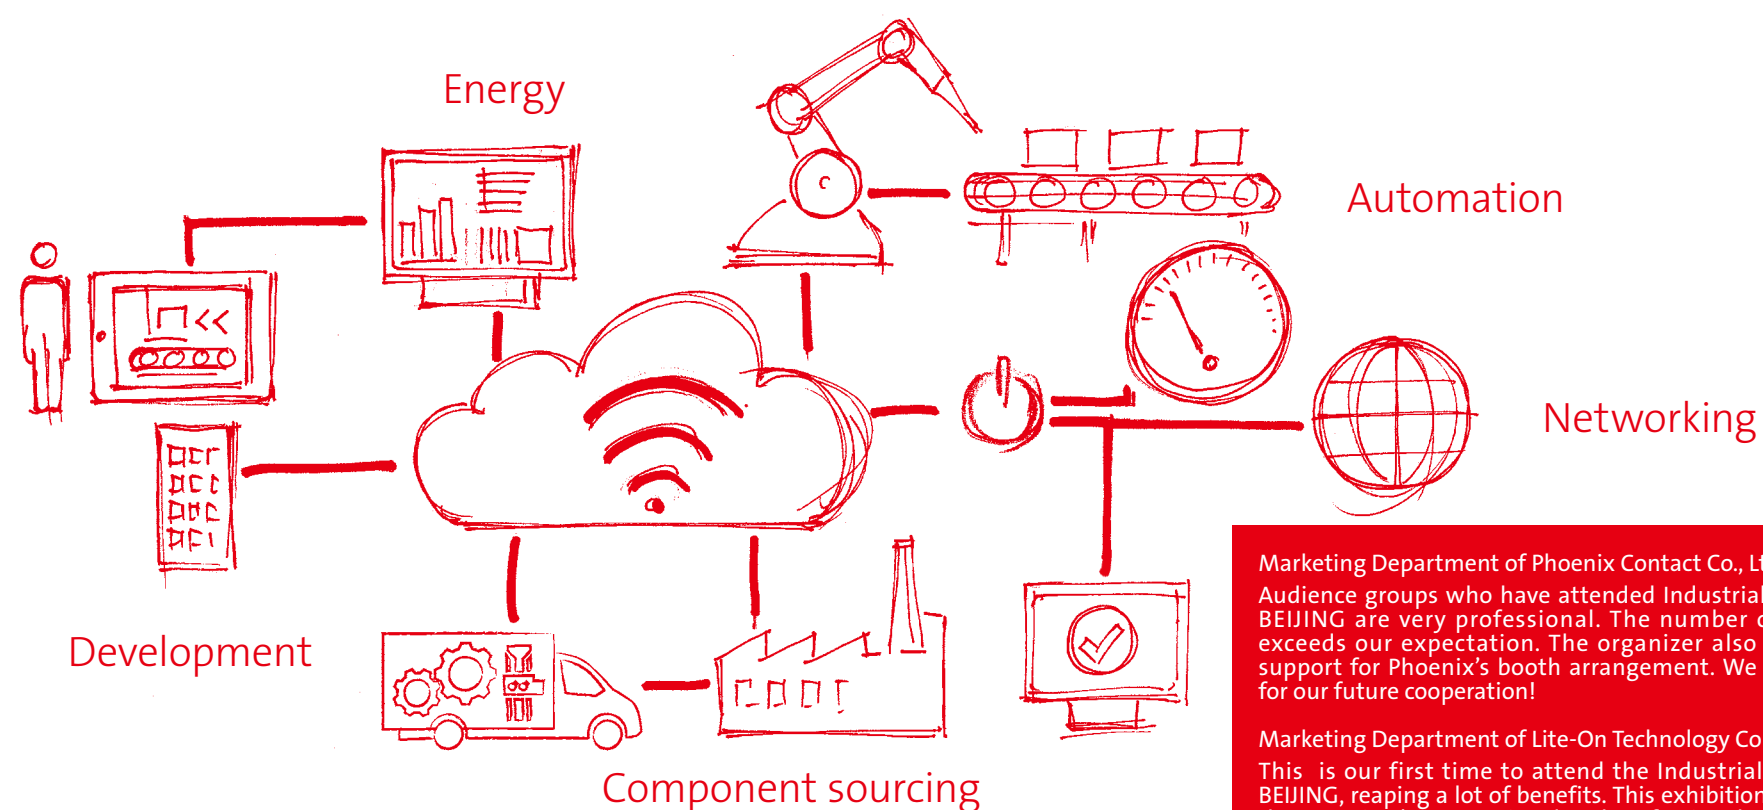 Energy
Automation
Networking
Development
Component sourcing
Marketing Department of Phoenix Contact Co.,
Audience groups who have attended Industrial
BEIJING are very professional. The number
exceeds our expectation. The organizer also
support for Phoenix's booth arrangement. We
for our future cooperation!
Marketing Department of Lite-On Technology
This is our first time to attend the Industrial
BEIJING, reaping a lot of benefits. This exhibition